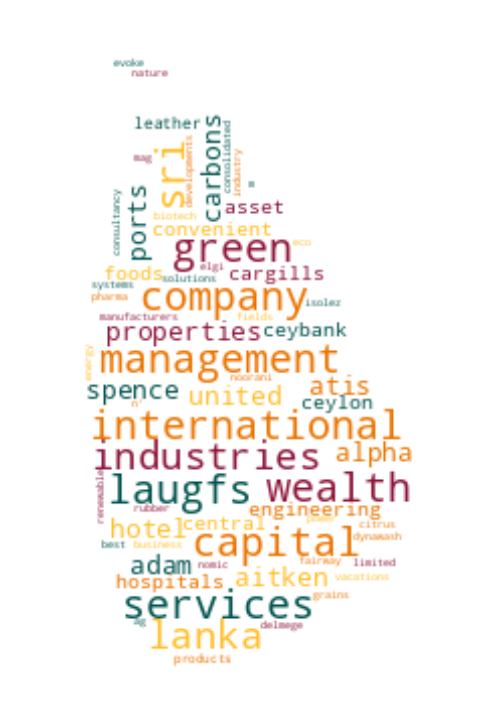 evoke
nature
leather
carbons
consolidated
mag
sri
developments
industry
m
consultancy
ports
asset
biotech
convenient
green
eco
elgi
cargills
foods
solutions
systems
pharma
company
isolez
manufacturers
fields
properties
ceybank
energy
management
noorani
spence
united
atis
n'
ceylon
international
industries
alpha
renewable
laugfs
wealth
rubber
engineering
hotel
central
power
citrus
dynawash
best
business
capital
adam
nomic
fairway
limited
hospitals
aitken
vacations
services
grains
ag
lanka
delmege
products